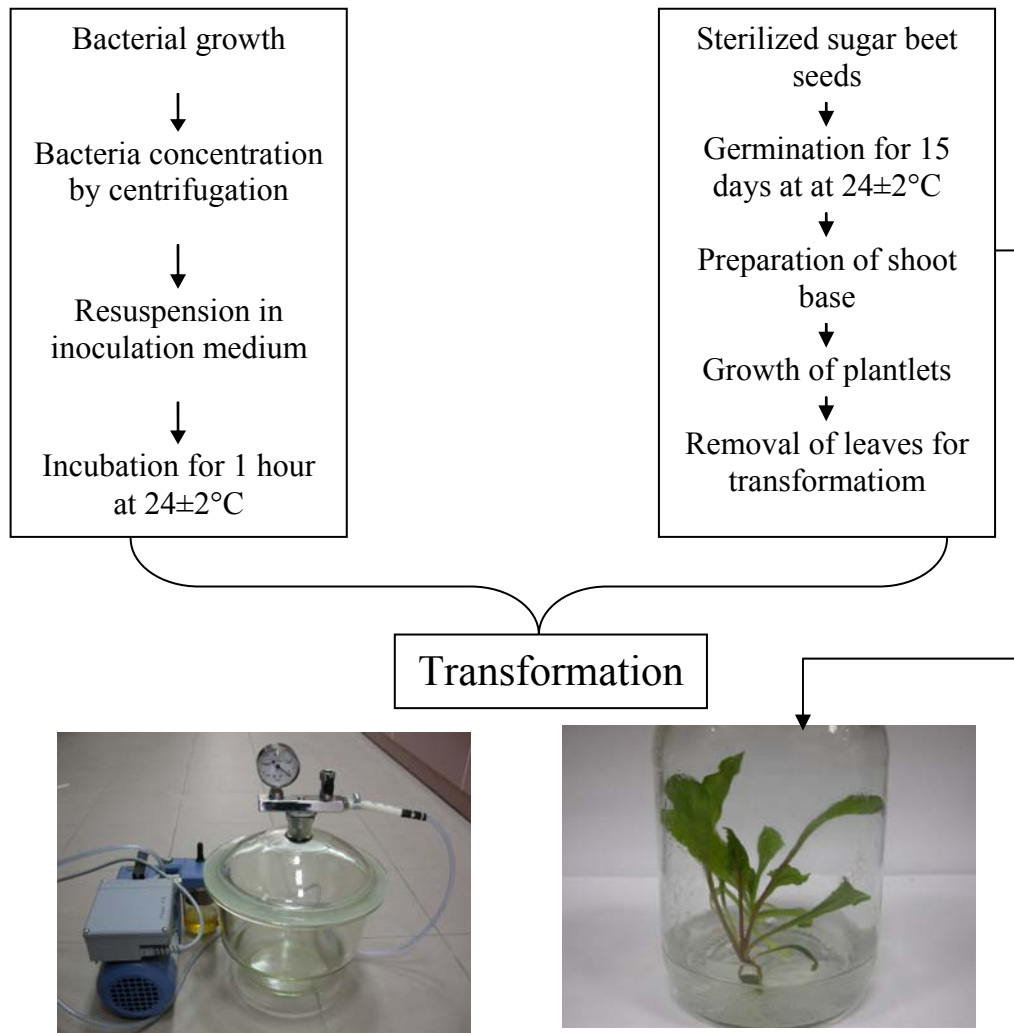 Bacterial growth
Bacteria concentration
by centrifugation
Resuspension in
inoculation medium
Incubation for 1 hour
at 24±2°C
Sterilized sugar beet
seeds
Germination for 15
days at at 24±2°C
Preparation of shoot
base
Growth of plantlets
Removal of leaves for
transformatiom
Transformation